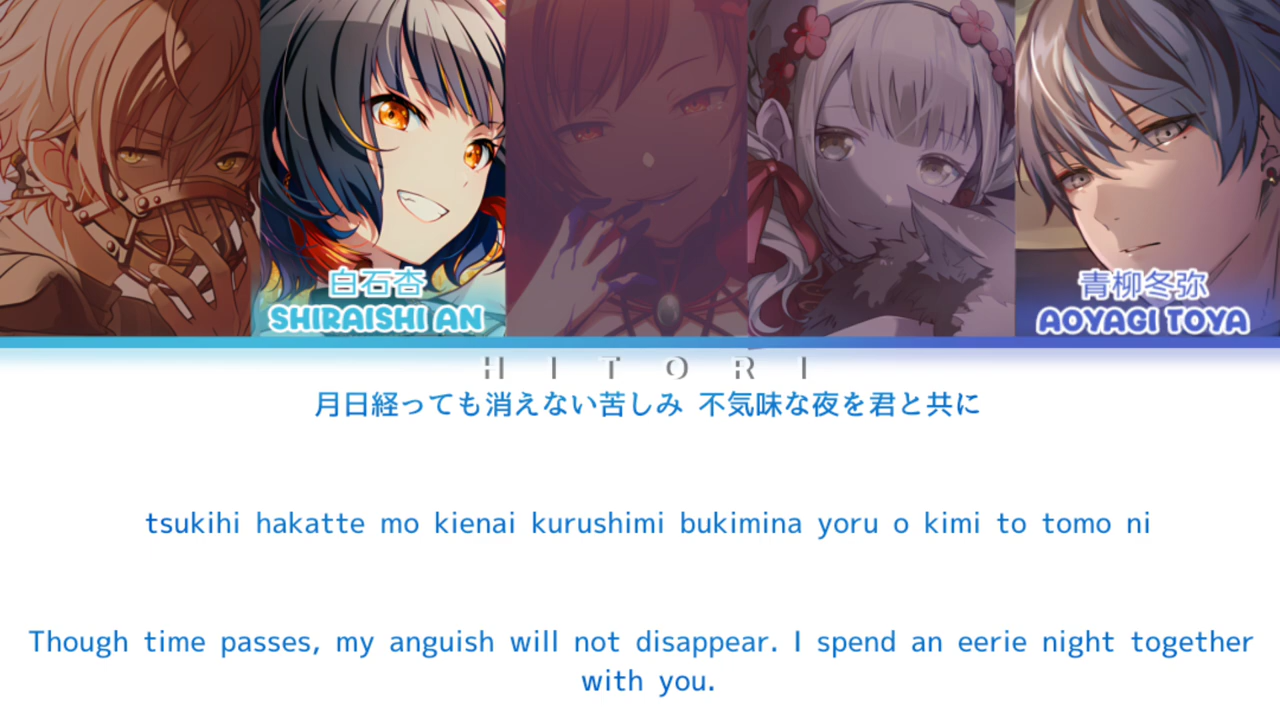 白石杏
SHIRAISHI AN
青柳冬弥
AOYAGI TOYA
HITORI
月日経っても消えない苦しみ 不気味な夜を君と共に
tsukihi hakatte mo kienai kurushimi bukimina yoru o kimi to tomo ni
Though time passes, my anguish will not disappear. I spend an eerie night together
with you.